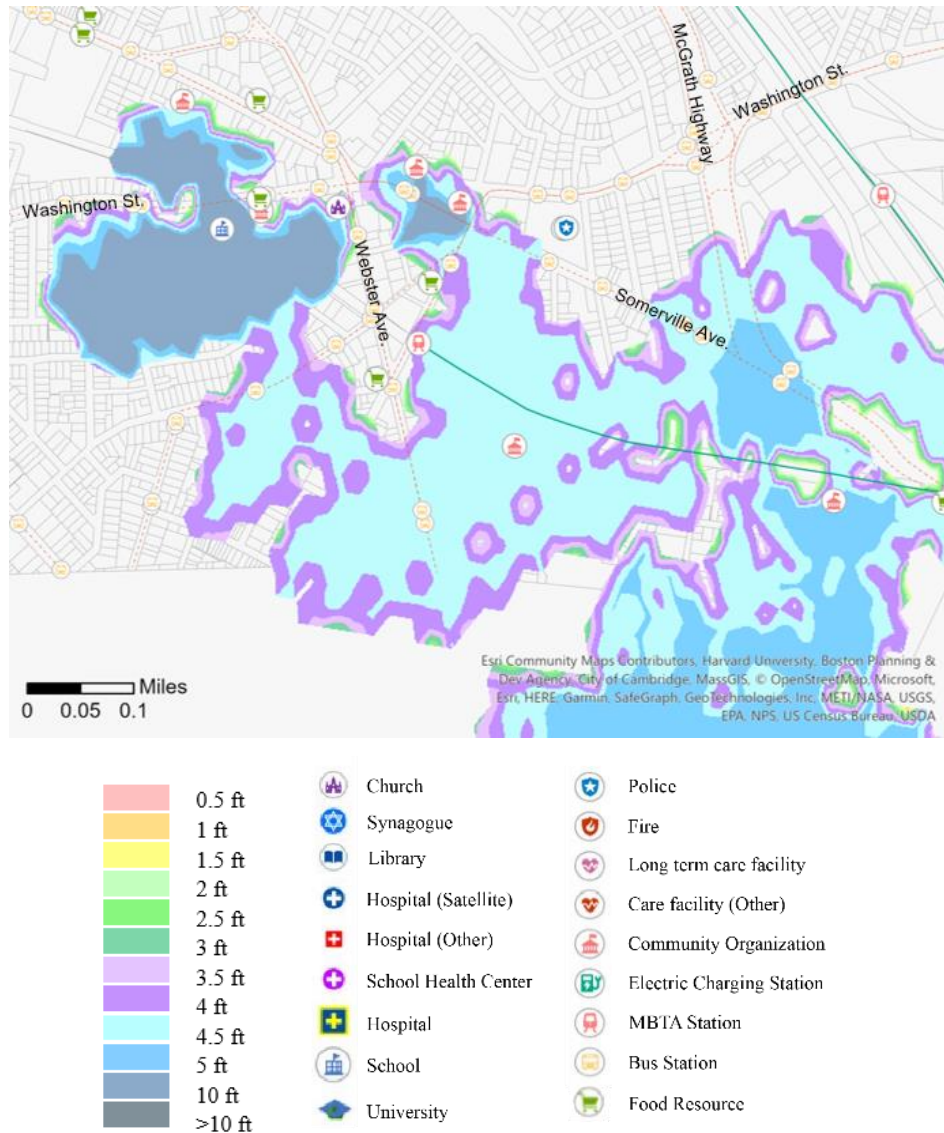 McGrath Highway
Washington St.
Washington St.
Webster Ave.
Somerville Ave.
Miles
0 0.05 0.1
Esri Community Maps Contributors, Harvard University, Boston Planning &
Dev Agency, City of Cambridge, MassGIS, © OpenStreetMap, Microsoft,
Esri, HERE, Garmin, SafeGraph, GeoTechnologies, Inc, METI/NASA, USGS,
EPA, NPS, US Census Bureau, USDA
0.5 ft
1 ft
1.5 ft
2 ft
2.5 ft
3 ft
3.5 ft
4 ft
4.5 ft
5 ft
10 ft
>10 ft
Church
Synagogue
Library
Hospital (Satellite)
Hospital (Other)
School Health Center
Hospital
School
University
Police
Fire
Long term care facility
Care facility (Other)
Community Organization
Electric Charging Station
MBTA Station
Bus Station
Food Resource